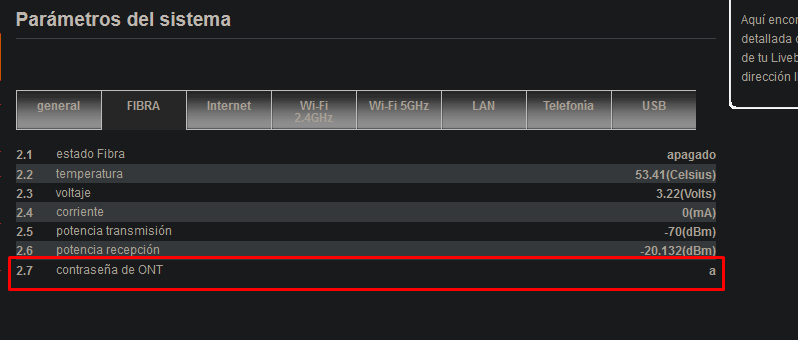 Parámetros del sistema
general FIBRA Internet Wi-Fi 2.4GHz Wi-Fi 5GHz LAN Telefonia USB
2.1 estado Fibra apagado
2.2 temperatura 53.41(Celsius)
2.3 voltaje 3.22(Volts)
2.4 corriente 0(mA)
2.5 potencia transmisión -70(dBm)
2.6 potencia recepción -20.132(dBm)
2.7 contraseña de ONT a
Aquí encon
detallada
de tu Liveb
dirección I